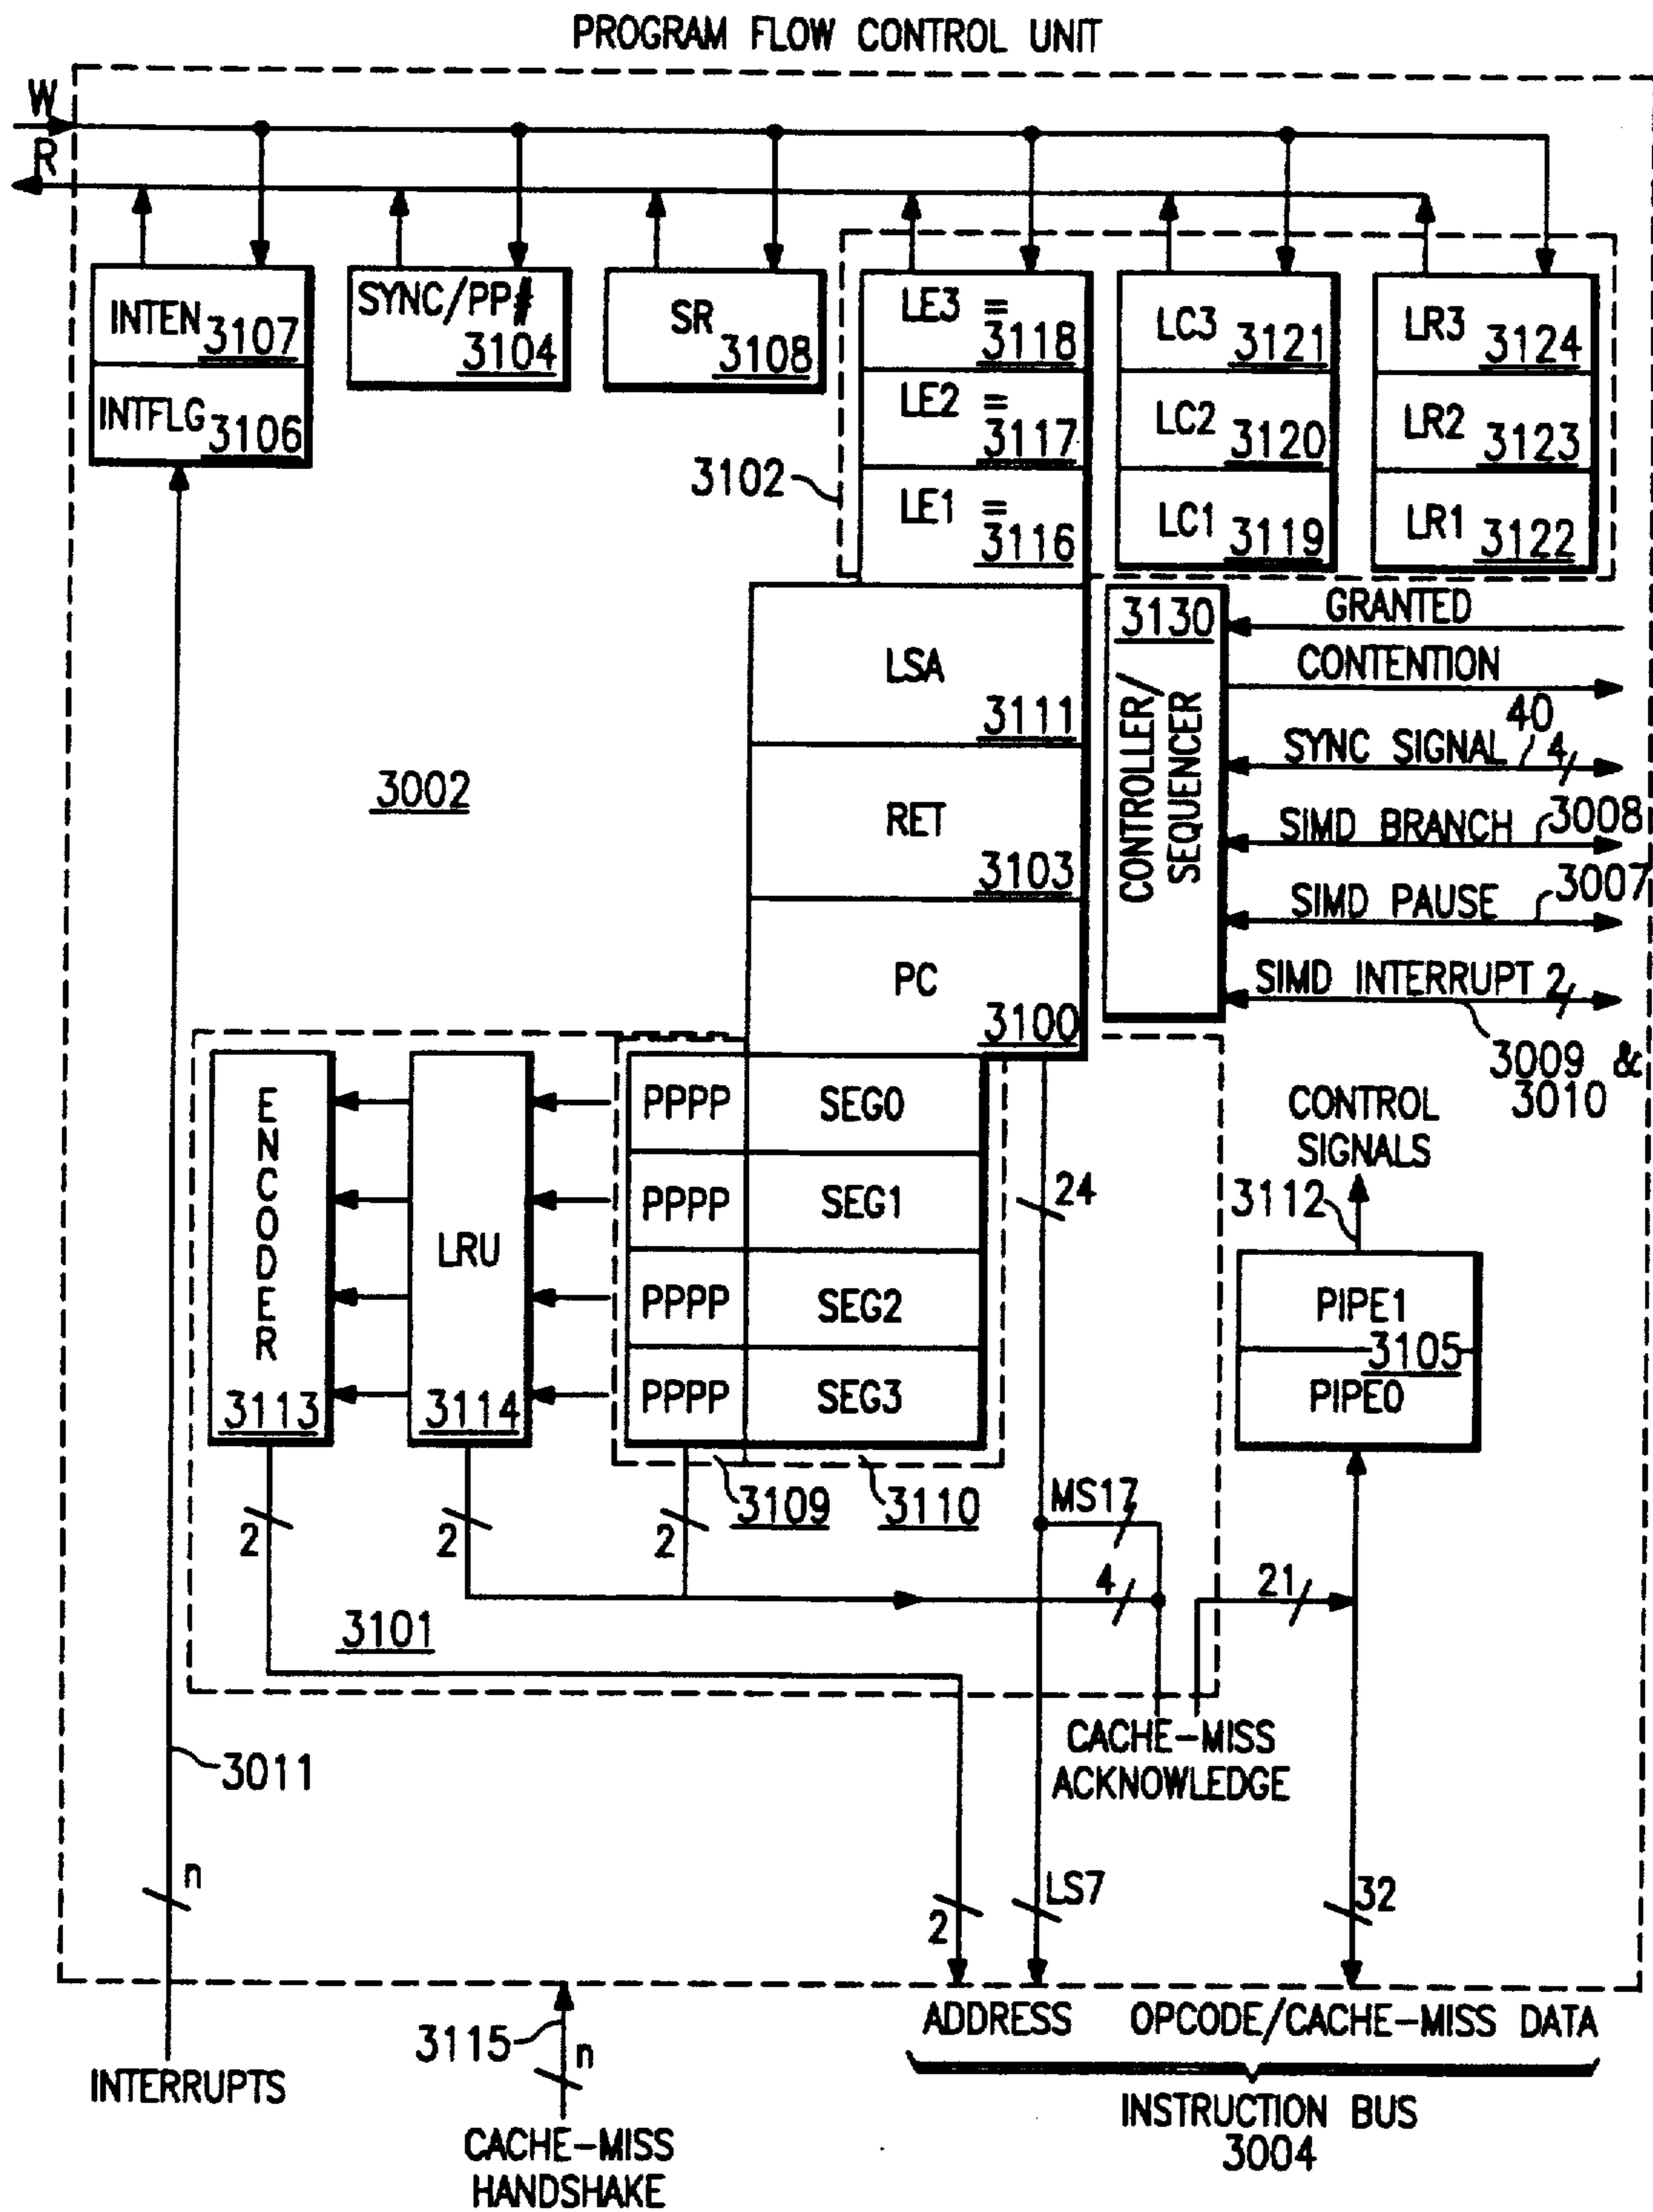 PROGRAM FLOW CONTROL UNIT
W
R
INTEN 3107
INTFLG 3106
SYNC/PP# 3104
SR 3108
LE3 = 3118
LE2 = 3117
LE1 = 3116
LC3 3121
LC2 3120
LC1 3119
LR3 3124
LR2 3123
LR1 3122
3102
3002
LSA 3111
RET 3103
PC 3100
3130
CONTROLLER/
SEQUENCER
GRANTED
CONTENTION
40
SYNC SIGNAL 4
SIMD BRANCH 3008
SIMD PAUSE 3007
SIMD INTERRUPT 2
3009 &
3010
ENCODER
3113
LRU
3114
PPPP SEG0
PPPP SEG1
PPPP SEG2
PPPP SEG3
24
CONTROL
SIGNALS
3112
PIPE1
3105
PIPE0
3109
3110
2
2
2
MS17
4
21
3101
CACHE-MISS
ACKNOWLEDGE
3011
n
2
LS7
32
3115
n
INTERRUPTS
CACHE-MISS
HANDSHAKE
ADDRESS
OPCODE/CACHE-MISS DATA
INSTRUCTION BUS
3004